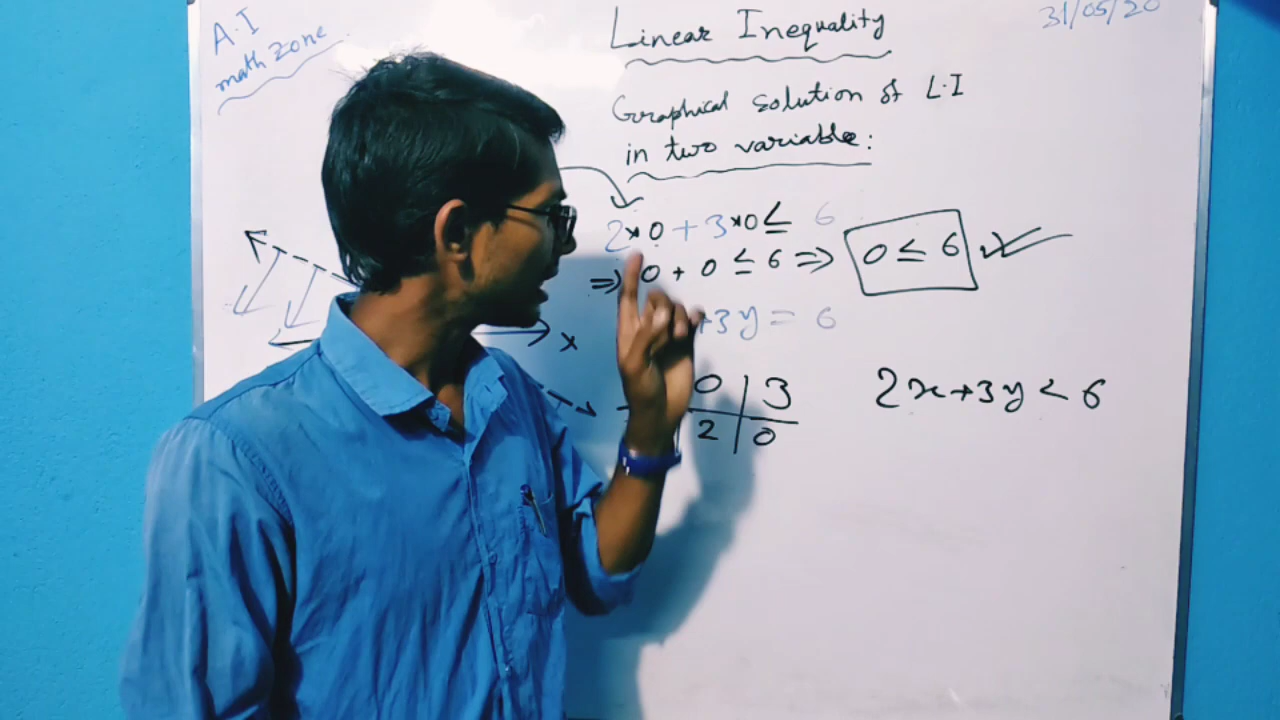 A.I
math zone
31/05/20
Linear Inequality
Graphical solution of L.I
in two variable:
2*0+3*0≤ 6
⇒ 0 + 0 ≤ 6 ⇒ 0 ≤ 6
+3y = 6
x
0 | 3
2 | 0
2x+3y < 6